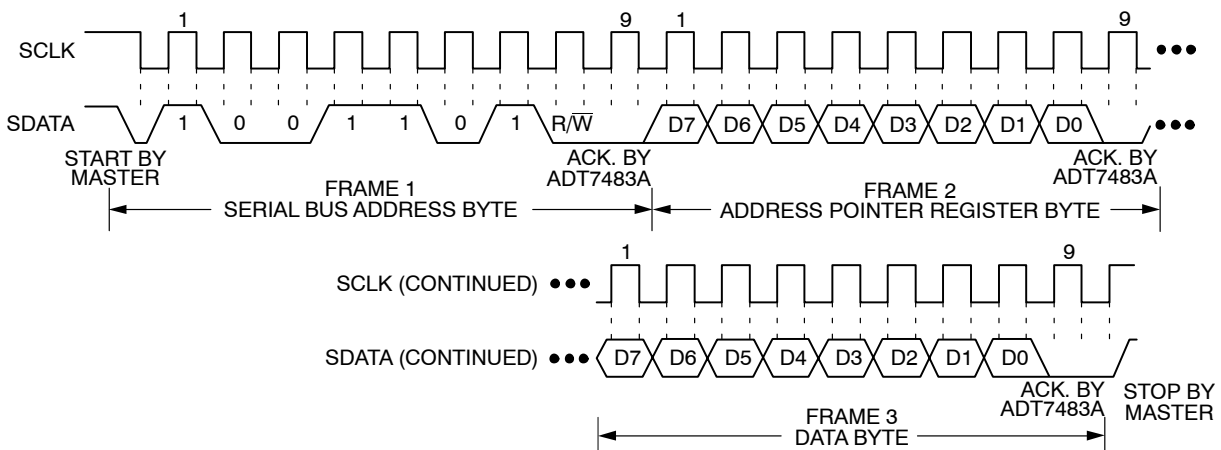 1 9 1 9
SCLK
SDATA 1 0 0 1 1 0 1 R/W̅ D7 D6 D5 D4 D3 D2 D1 D0
START BY
MASTER
ACK. BY
ADT7483A
ACK. BY
ADT7483A
FRAME 1
SERIAL BUS ADDRESS BYTE
FRAME 2
ADDRESS POINTER REGISTER BYTE
1 9
SCLK (CONTINUED)
SDATA (CONTINUED) D7 D6 D5 D4 D3 D2 D1 D0
ACK. BY
ADT7483A
STOP BY
MASTER
FRAME 3
DATA BYTE